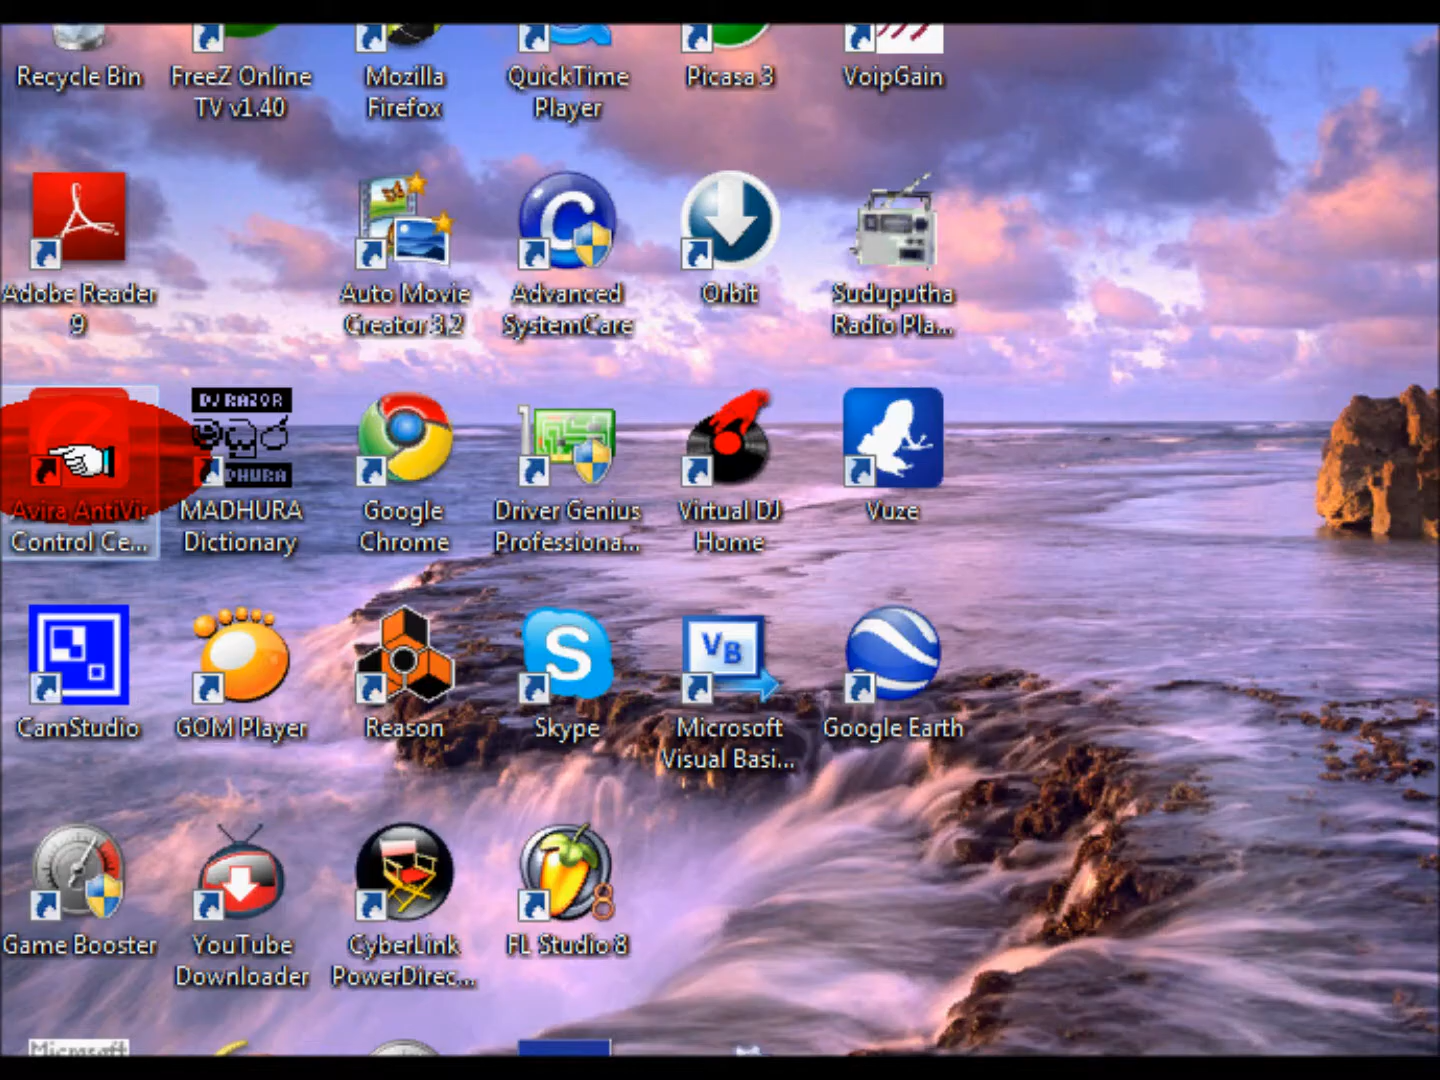 Recycle Bin
FreeZ Online
TV v1.40
Mozilla
Firefox
QuickTime
Player
Picasa 3
VoipGain
Adobe Reader
9
Auto Movie
Creator 3.2
Advanced
SystemCare
Orbit
Suduputha
Radio Pla...
Avira AntiVir
Control Ce...
DJ RAZOR
DHURA
MADHURA
Dictionary
Google
Chrome
Driver Genius
Professiona...
Virtual DJ
Home
Vuze
CamStudio
GOM Player
Reason
S
Skype
VB
Microsoft
Visual Basi...
Google Earth
Game Booster
YouTube
Downloader
CyberLink
PowerDirec...
8
FL Studio 8
Microsoft